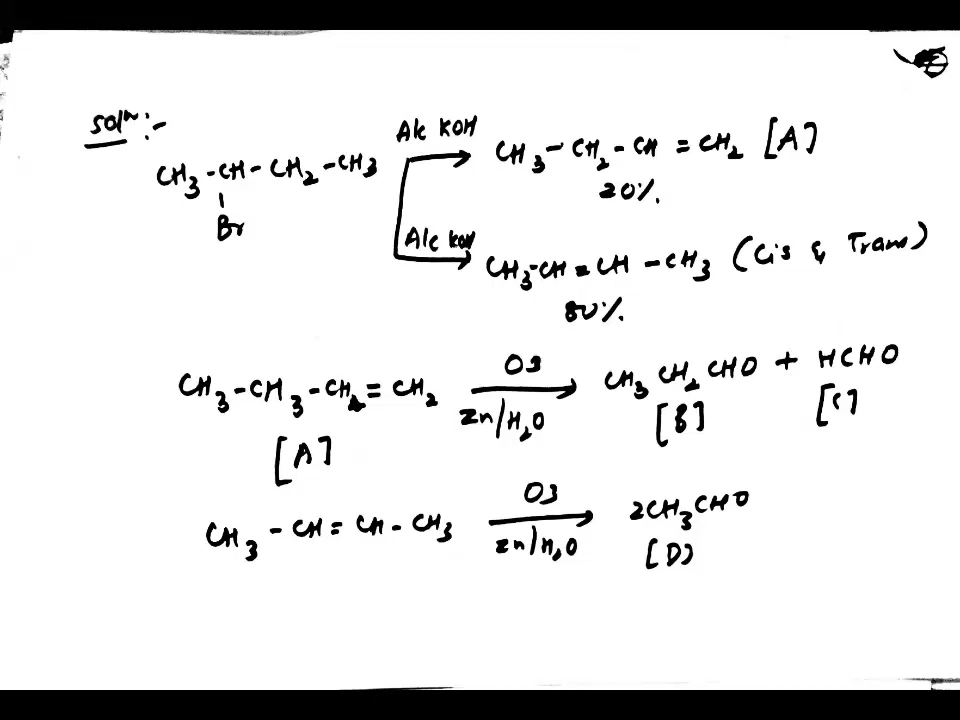 Solⁿ :-
CH₃ - CH - CH₂ - CH₃
Br
Alc KOH
CH₃ - CH₂ - CH = CH₂ [A]
20%.
Alc KOH
CH₃-CH = CH - CH₃ (Cis & Trans)
80%.
CH₃-CH₃-CH₂ = CH₂ O3 Zn/H₂O CH₃ CH₂ CHO + HCHO
[A] [B] [C]
CH₃ - CH = CH - CH₃ O3 Zn/H₂O 2CH₃CHO
[D]